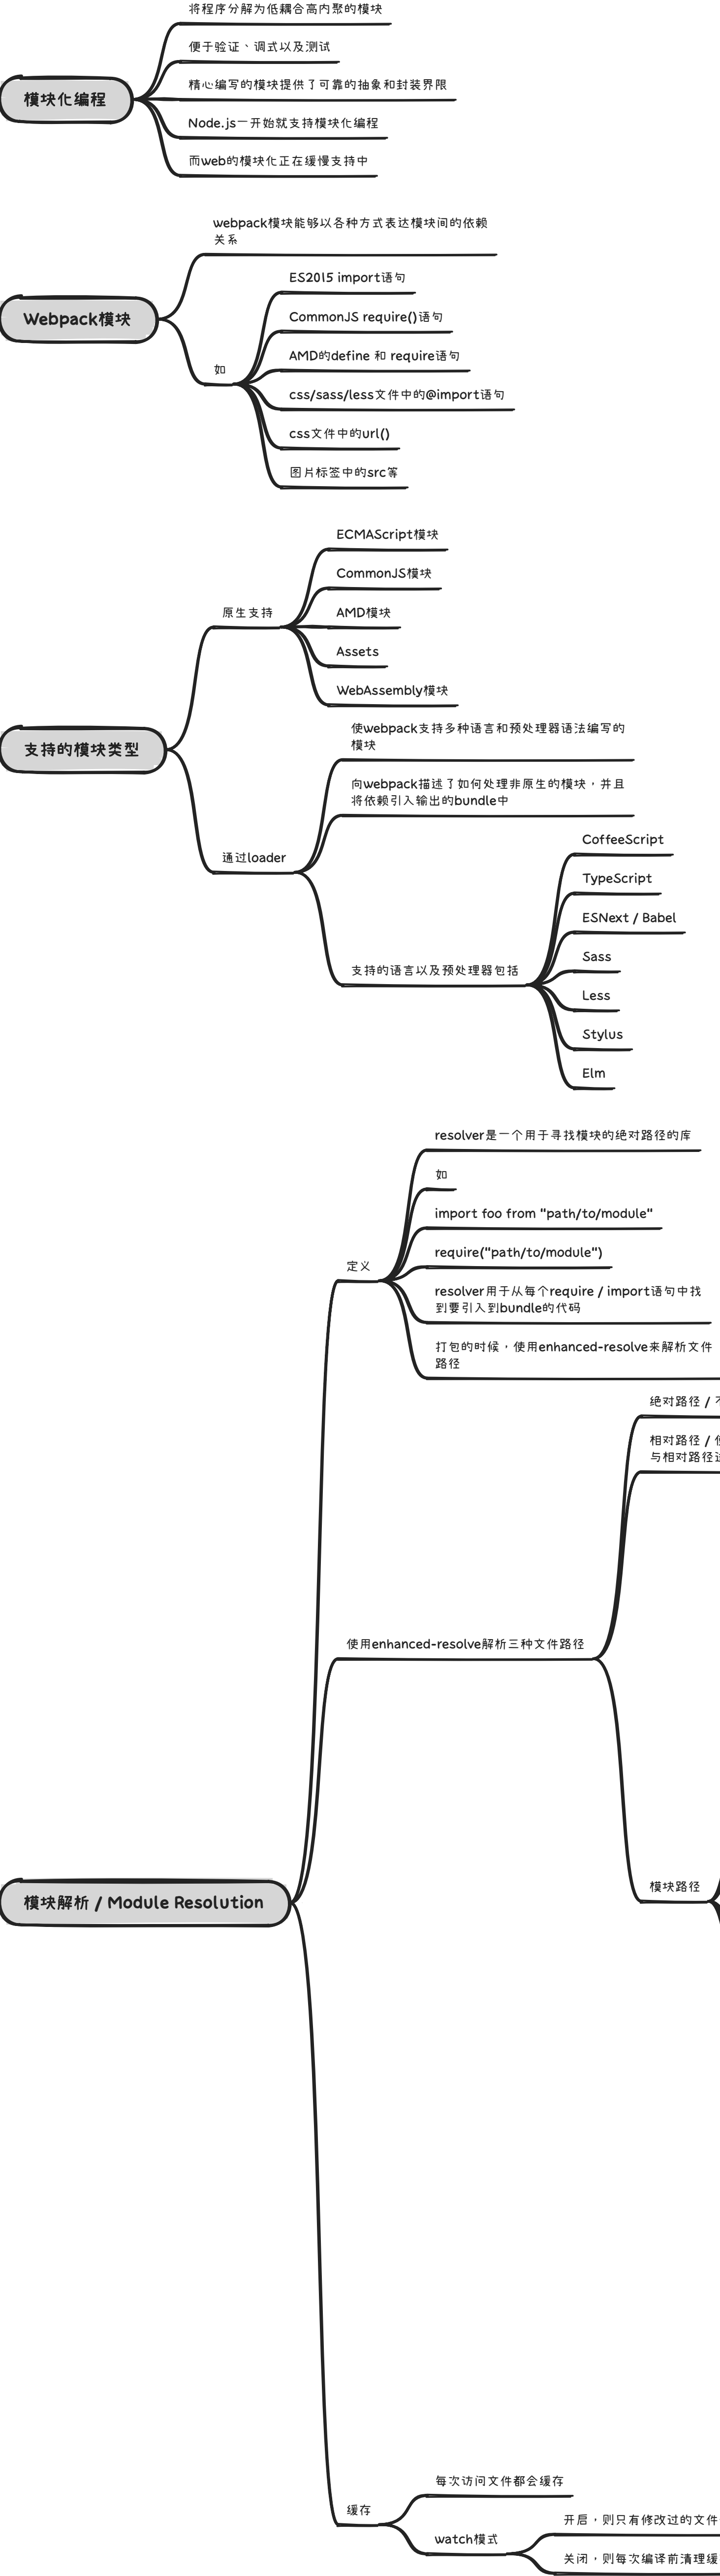 将程序分解为低耦合高内聚的模块
便于验证、调式以及测试
模块化编程
精心编写的模块提供了可靠的抽象和封装界限
Node.js一开始就支持模块化编程
而web的模块化正在缓慢支持中
webpack模块能够以各种方式表达模块间的依赖
关系
Webpack模块
如
ES2015 import语句
CommonJS require()语句
AMD的define 和 require语句
css/sass/less文件中的@import语句
css文件中的url()
图片标签中的src等
支持的模块类型
原生支持
ECMAScript模块
CommonJS模块
AMD模块
Assets
WebAssembly模块
通过loader
使webpack支持多种语言和预处理器语法编写的
模块
向webpack描述了如何处理非原生的模块，并且
将依赖引入输出的bundle中
支持的语言以及预处理器包括
CoffeeScript
TypeScript
ESNext / Babel
Sass
Less
Stylus
Elm
模块解析 / Module Resolution
定义
resolver是一个用于寻找模块的绝对路径的库
如
import foo from "path/to/module"
require("path/to/module")
resolver用于从每个require / import语句中找
到要引入到bundle的代码
打包的时候，使用enhanced-resolve来解析文件
路径
使用enhanced-resolve解析三种文件路径
绝对路径 /
相对路径 /
与相对路径
模块路径
缓存
每次访问文件都会缓存
watch模式
开启，则只有修改过的文件
关闭，则每次编译前清理缓